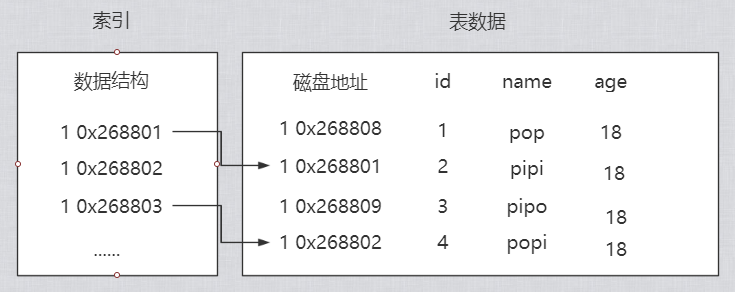 索引
表数据
数据结构
1 0x268801
1 0x268802
1 0x268803
......
磁盘地址 id name age
1 0x268808 1 pop 18
1 0x268801 2 pipi 18
1 0x268809 3 pipo 18
1 0x268802 4 popi 18